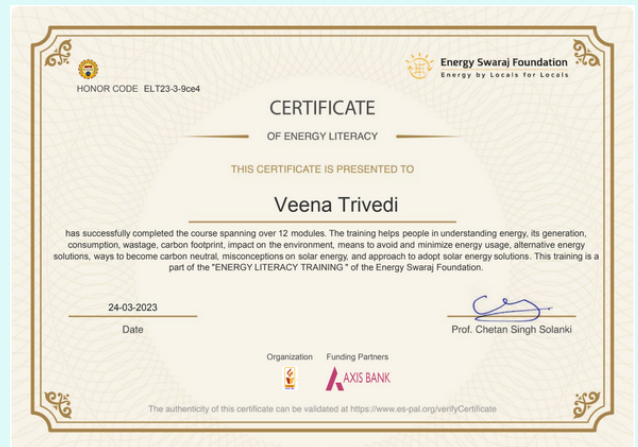 Energy Swaraj Foundation
Energy by Locals for Locals
HONOR CODE ELT23-3-9ce4
CERTIFICATE
OF ENERGY LITERACY
THIS CERTIFICATE IS PRESENTED TO
Veena Trivedi
has successfully completed the course spanning over 12 modules. The training helps people in understanding energy, its generation,
consumption, wastage, carbon footprint, impact on the environment, means to avoid and minimize energy usage, alternative energy
solutions, ways to become carbon neutral, misconceptions on solar energy, and approach to adopt solar energy solutions. This training is a
part of the "ENERGY LITERACY TRAINING " of the Energy Swaraj Foundation.
24-03-2023
Date
Prof. Chetan Singh Solanki
Organization Funding Partners
AXIS BANK
The authenticity of this certificate can be validated at https://www.es-pal.org/verifyCertificate